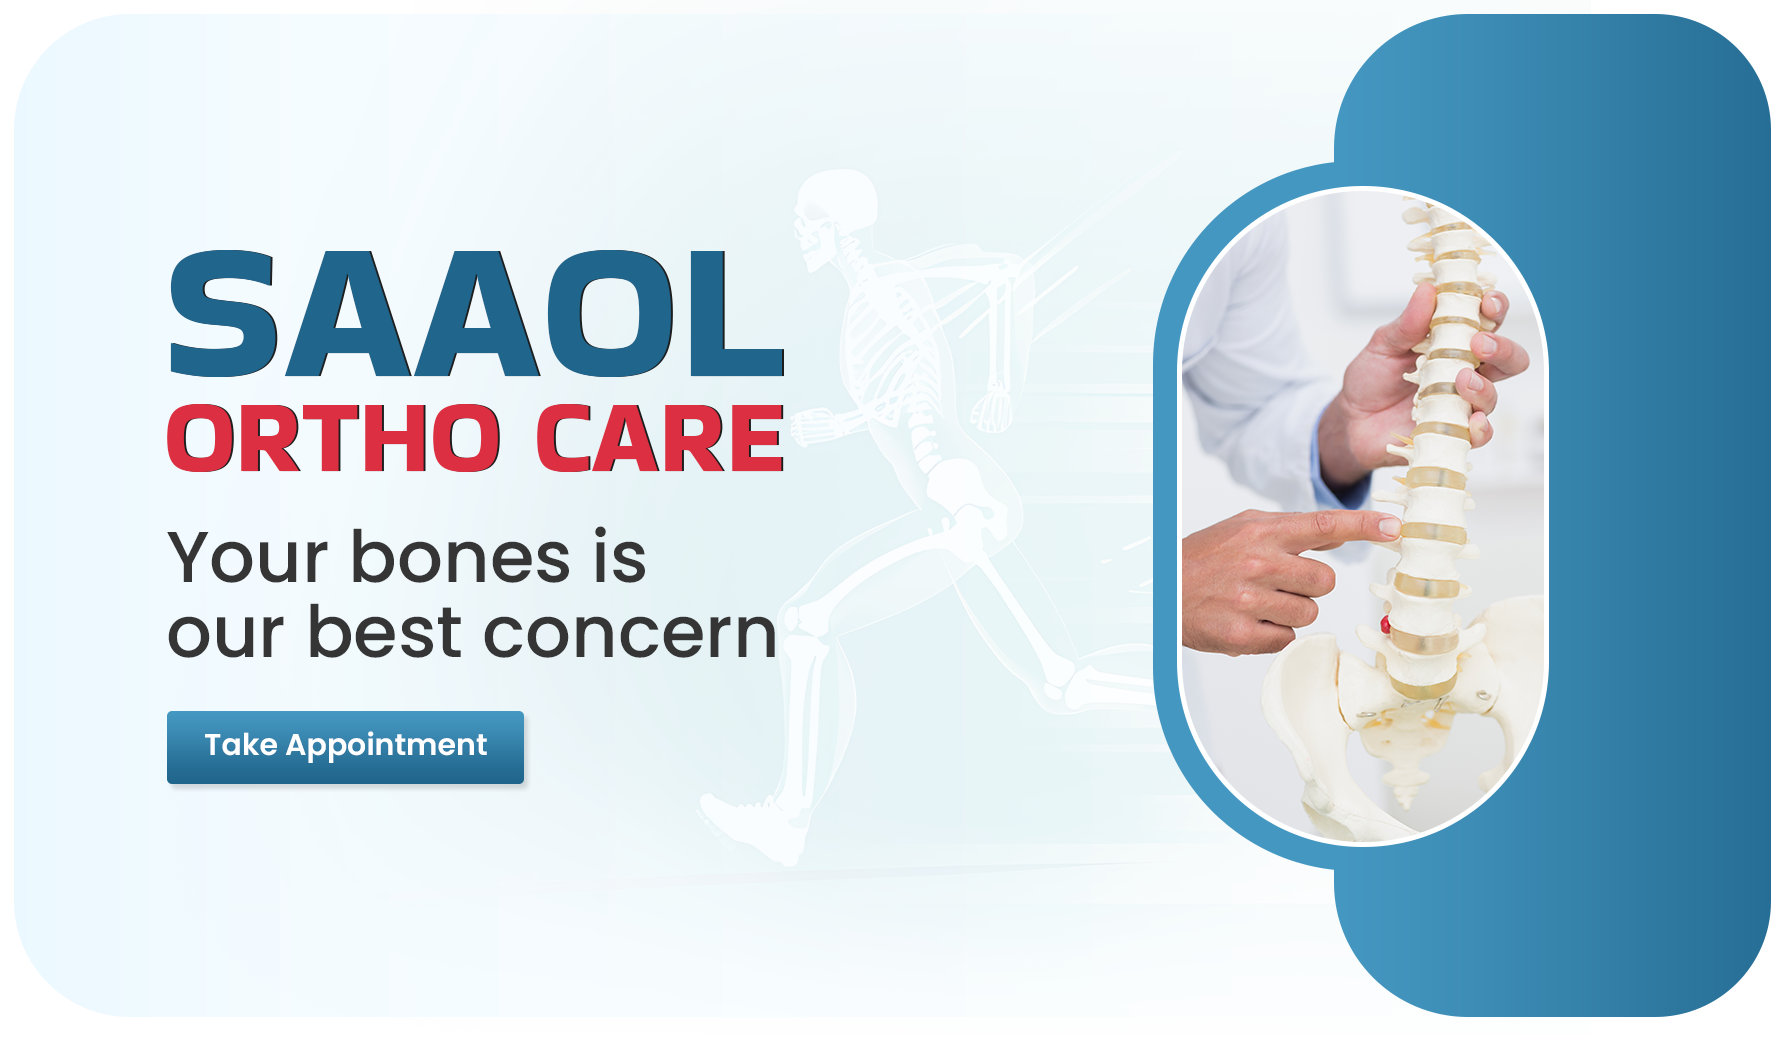 SAAOL
ORTHO CARE
Your bones is
our best concern
Take Appointment